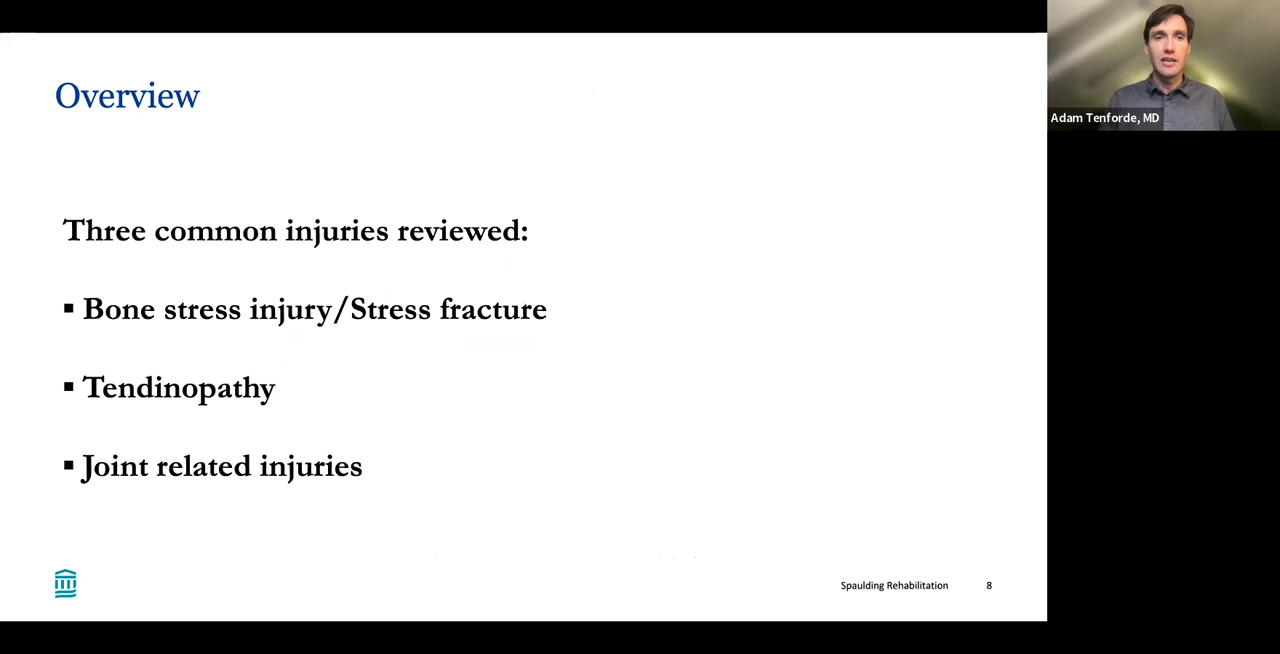 Overview
Three common injuries reviewed:
▪ Bone stress injury/Stress fracture
▪ Tendinopathy
▪ Joint related injuries
Spaulding Rehabilitation 8
Adam Tenforde, MD